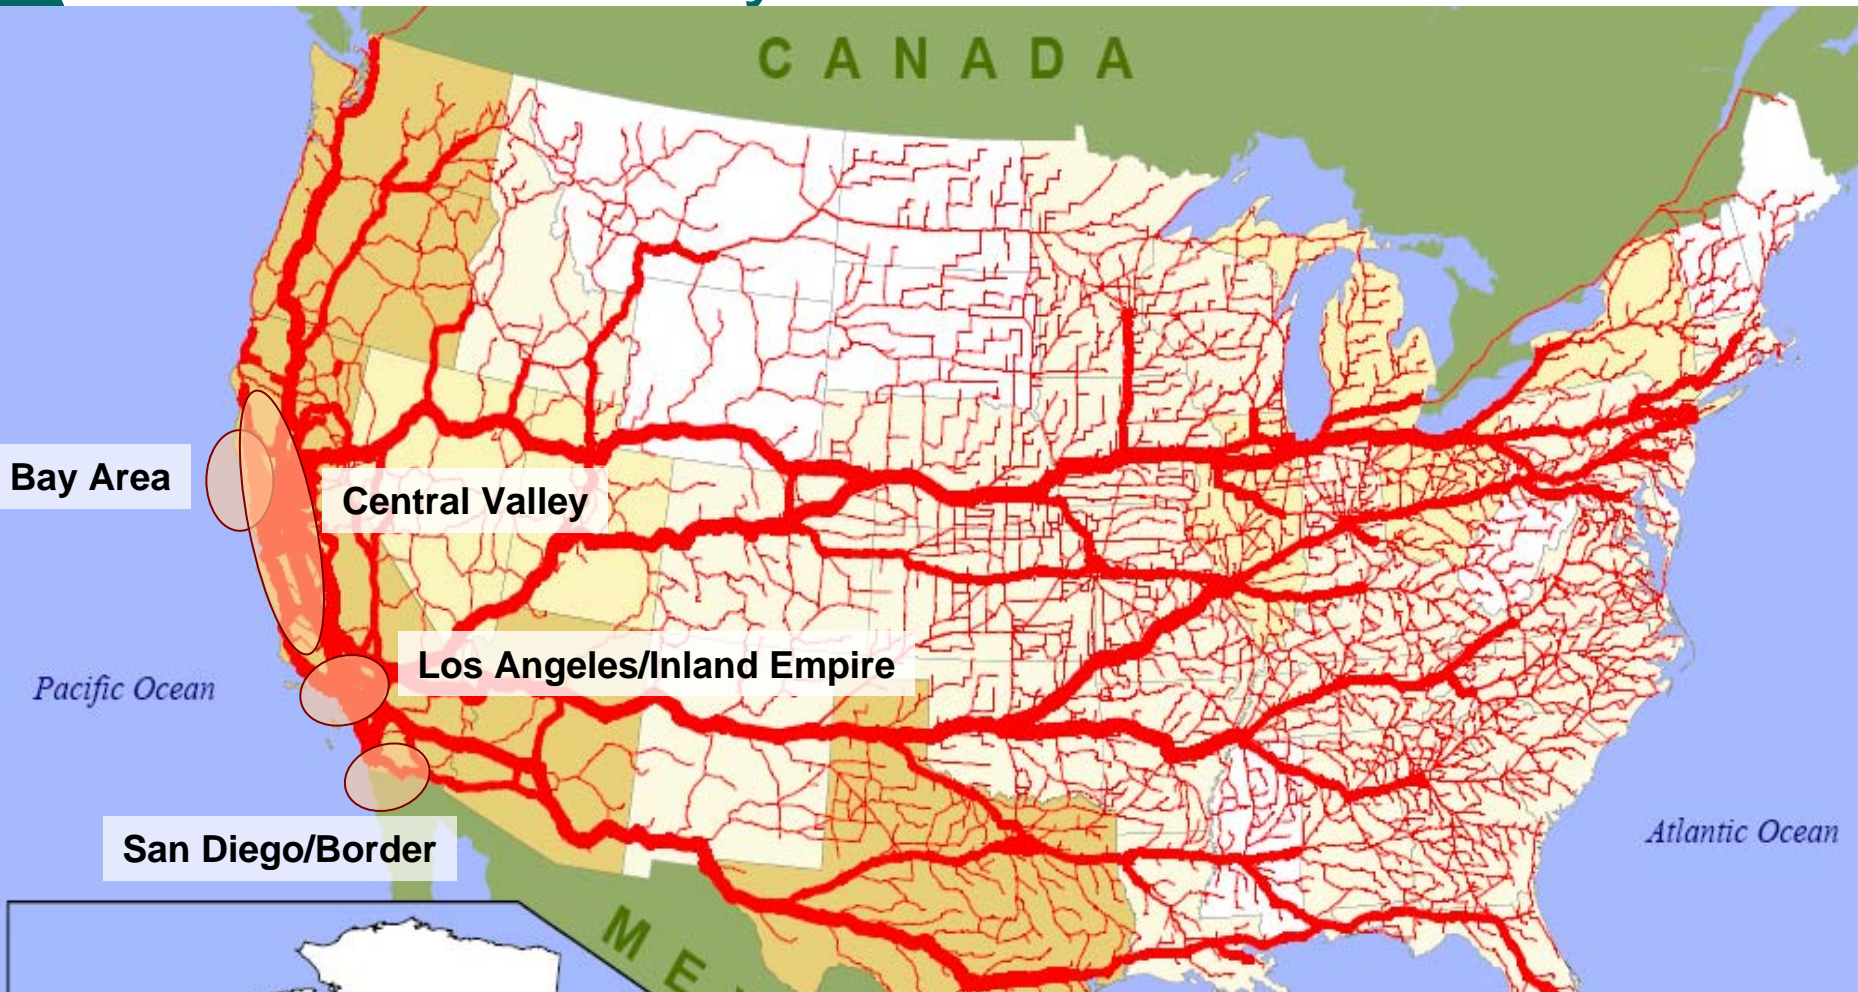 CANADA
Bay Area
Central Valley
Los Angeles/Inland Empire
Pacific Ocean
San Diego/Border
Atlantic Ocean